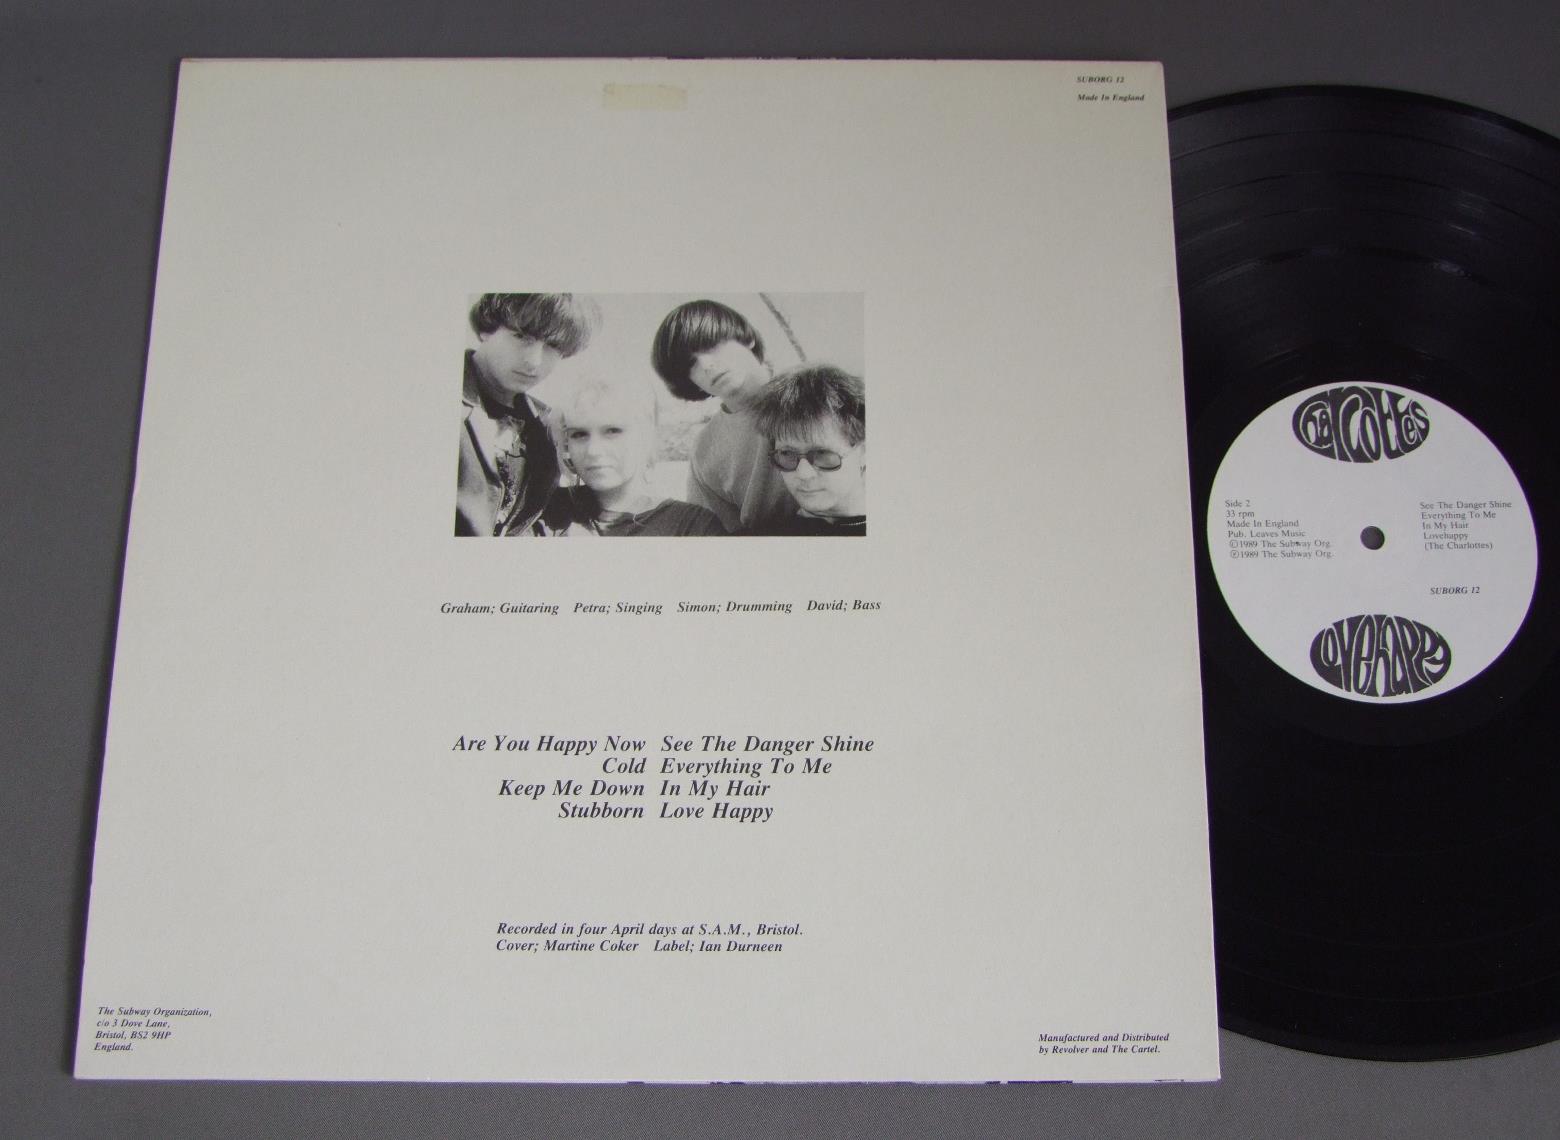 SUBORG 12
Made In England
Graham; Guitaring Petra; Singing Simon; Drumming David; Bass
Are You Happy Now See The Danger Shine
Cold Everything To Me
Keep Me Down In My Hair
Stubborn Love Happy
Recorded in four April days at S.A.M., Bristol.
Cover; Martine Coker Label; Ian Durneen
The Subway Organization,
c/o 3 Dove Lane,
Bristol, BS2 9HP
England.
Manufactured and Distributed
by Revolver and The Cartel.
Charlottes
Side 2
33 rpm
Made In England
Pub. Leaves Music
©1989 The Subway Org.
℗1989 The Subway Org.
See The Danger Shine
Everything To Me
In My Hair
Lovehappy
(The Charlottes)
SUBORG 12
Lovehappy